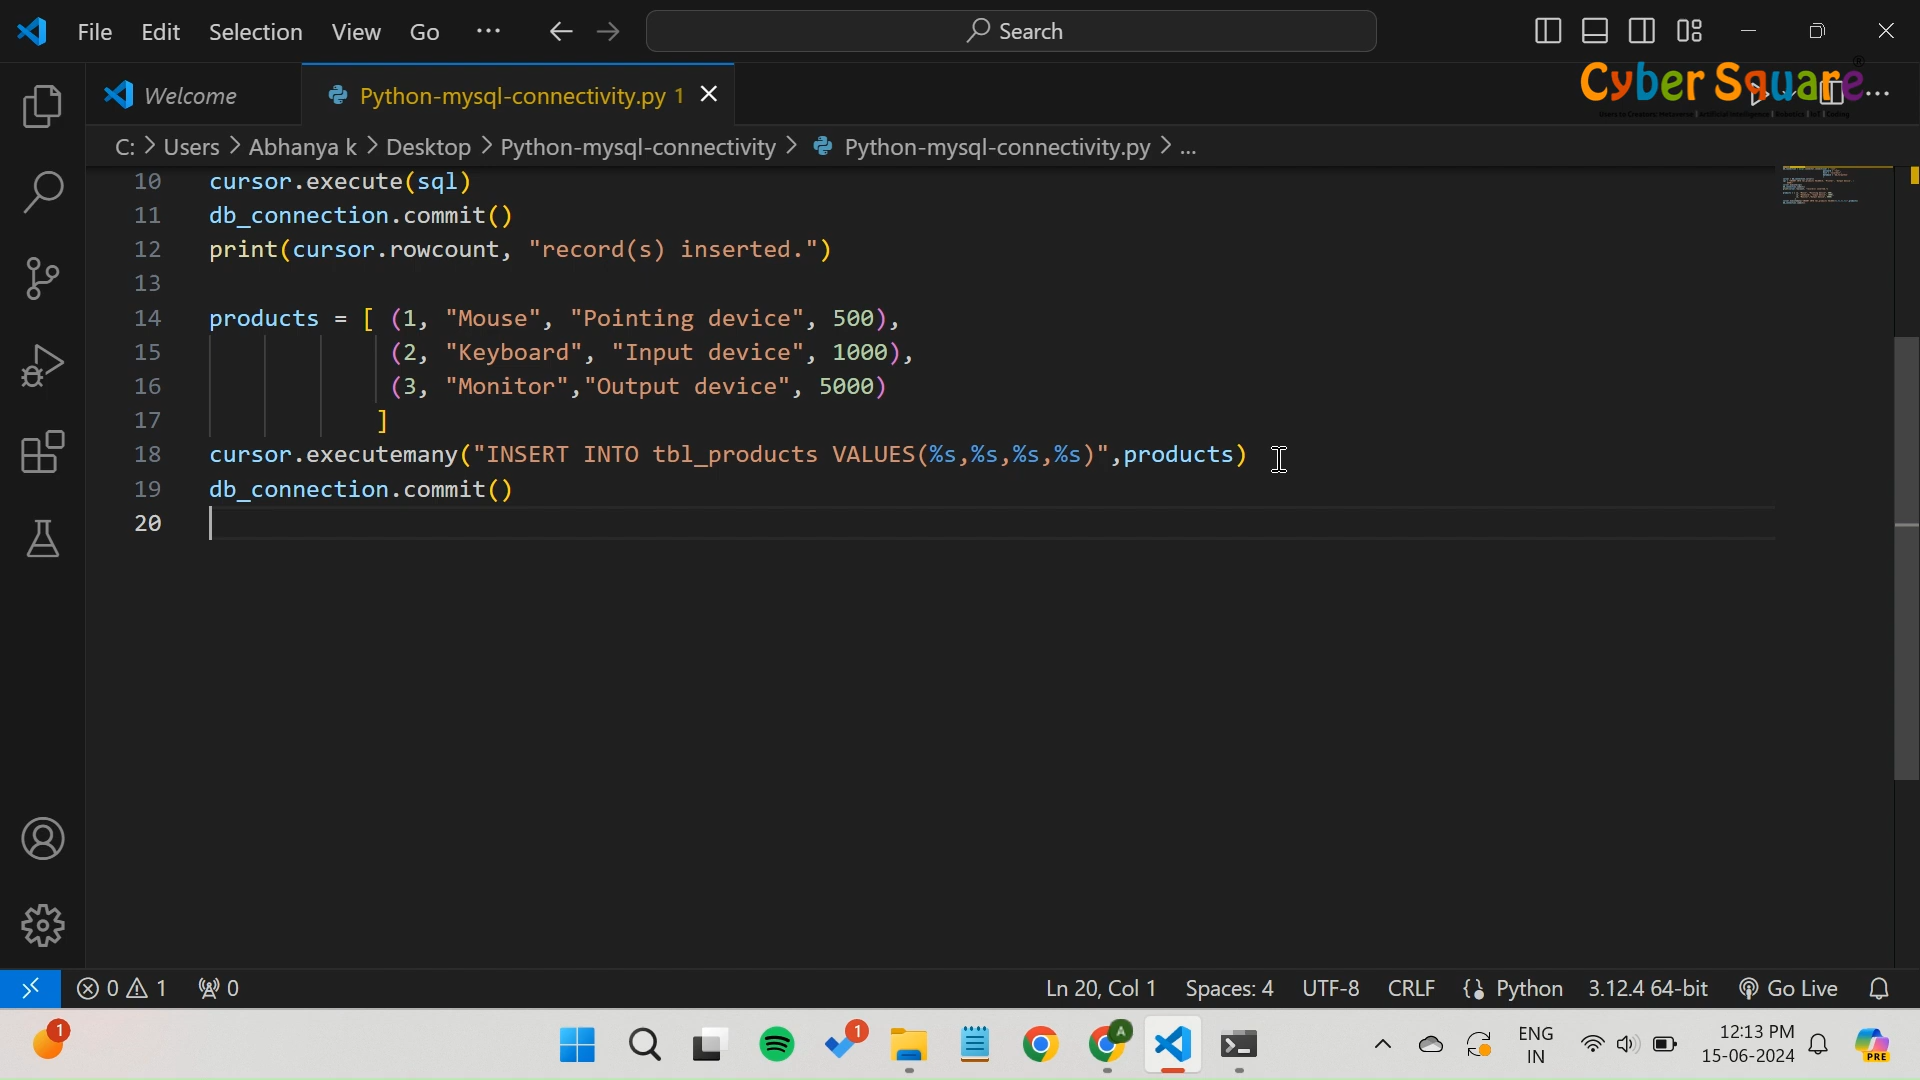 File Edit Selection View Go ··· Search
Cyber Square
Welcome Python-mysql-connectivity.py 1
C: > Users > Abhanya k > Desktop > Python-mysql-connectivity > Python-mysql-connectivity.py > ...
10 cursor.execute(sql)
11 db_connection.commit()
12 print(cursor.rowcount, "record(s) inserted.")
13
14 products = [ (1, "Mouse", "Pointing device", 500),
15 (2, "Keyboard", "Input device", 1000),
16 (3, "Monitor","Output device", 5000)
17 ]
18 cursor.executemany("INSERT INTO tbl_products VALUES(%s,%s,%s,%s)",products)
19 db_connection.commit()
20
0 1 0 Ln 20, Col 1 Spaces: 4 UTF-8 CRLF Python 3.12.4 64-bit Go Live
1 1 A ENG 12:13 PM
IN 15-06-2024 PRE